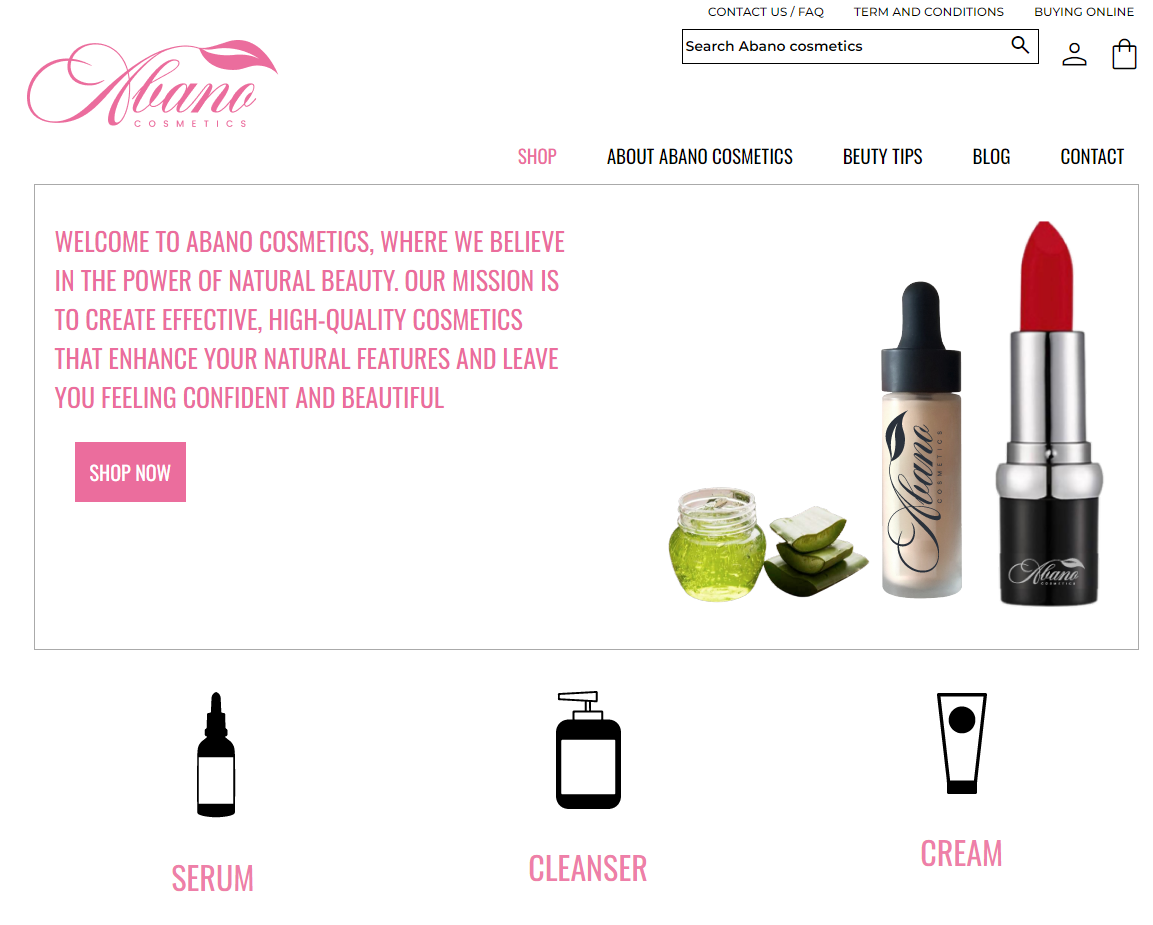 CONTACT US / FAQ TERM AND CONDITIONS BUYING ONLINE
Search Abano cosmetics
Abano
COSMETICS
SHOP ABOUT ABANO COSMETICS BEUTY TIPS BLOG CONTACT
WELCOME TO ABANO COSMETICS, WHERE WE BELIEVE
IN THE POWER OF NATURAL BEAUTY. OUR MISSION IS
TO CREATE EFFECTIVE, HIGH-QUALITY COSMETICS
THAT ENHANCE YOUR NATURAL FEATURES AND LEAVE
YOU FEELING CONFIDENT AND BEAUTIFUL
SHOP NOW
Abano
COSMETICS
Abano
COSMETICS
SERUM
CLEANSER
CREAM